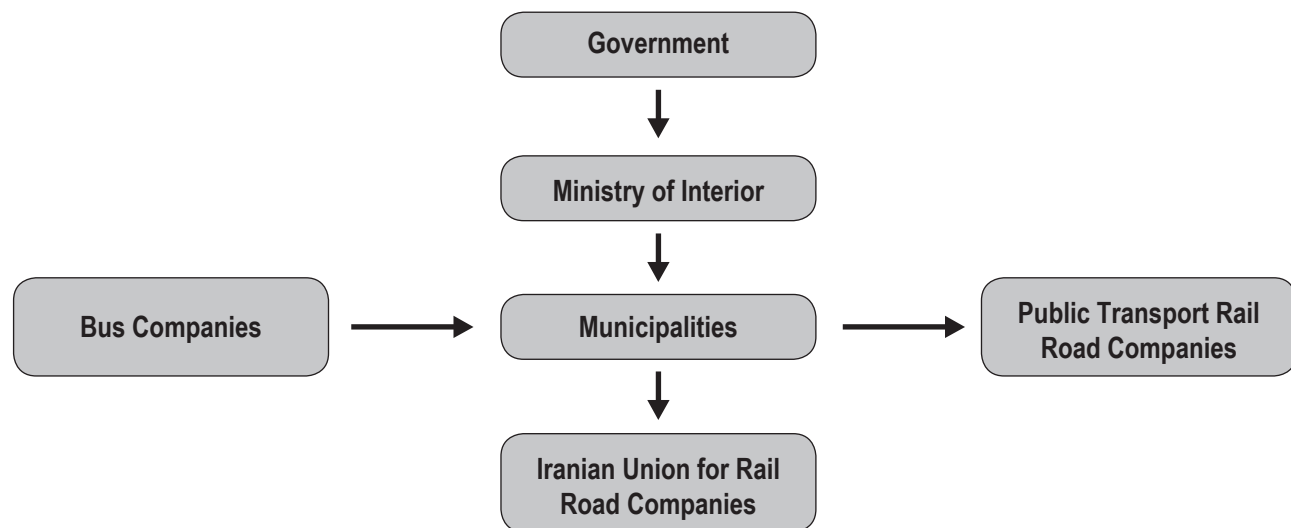 Government
Ministry of Interior
Bus Companies
Municipalities
Public Transport Rail
Road Companies
Iranian Union for Rail
Road Companies